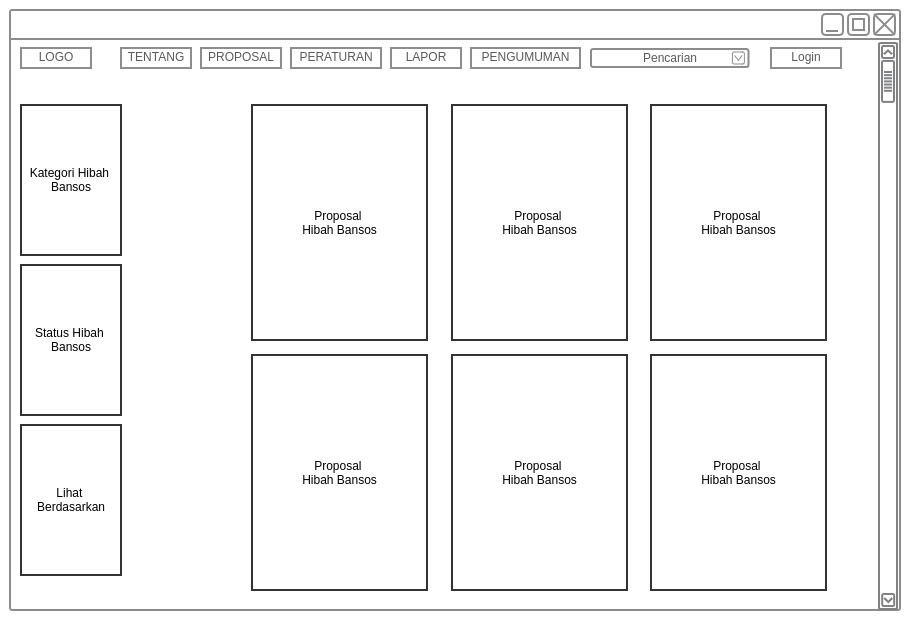 LOGO TENTANG PROPOSAL PERATURAN LAPOR PENGUMUMAN Pencarian Login
Kategori Hibah
Bansos
Status Hibah
Bansos
Lihat
Berdasarkan
Proposal
Hibah Bansos
Proposal
Hibah Bansos
Proposal
Hibah Bansos
Proposal
Hibah Bansos
Proposal
Hibah Bansos
Proposal
Hibah Bansos